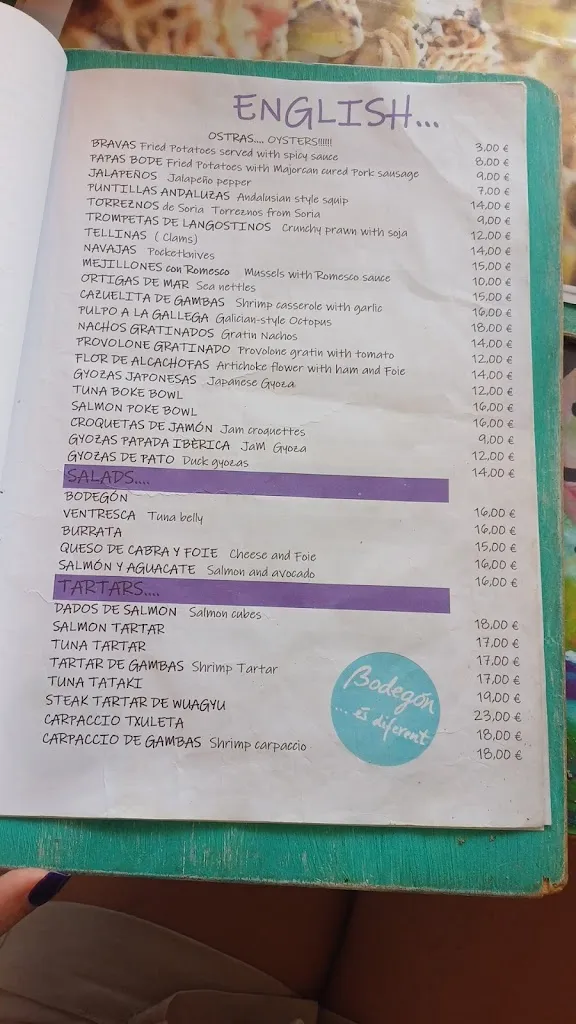 ENGLISH...
OSTRAS.... OYSTERS!!!!!! 3.00 €
BRAVAS Fried Potatoes served with spicy sauce 8.00 €
PAPAS BODE Fried Potatoes with Majorcan cured Pork sausage 9,00 €
JALAPEÑOS Jalapeño pepper 7.00 €
PUNTILLAS ANDALUZAS Andalusian style squip 14,00 €
TORREZNOS de Soria Torreznos from Soria 9,00 €
TROMPETAS DE LANGOSTINOS Crunchy prawn with soja 12,00 €
TELLINAS ( Clams) 14,00 €
NAVAJAS Pocketknives 15,00 €
MEJILLONES con Romesco Mussels with Romesco sauce 10,00 €
ORTIGAS DE MAR Sea nettles 15,00 €
CAZUELITA DE GAMBAS Shrimp casserole with garlic 16,00 €
PULPO A LA GALLEGA Galician-style Octopus 18,00 €
NACHOS GRATINADOS Gratin Nachos 14,00 €
PROVOLONE GRATINADO Provolone gratin with tomato 12,00 €
FLOR DE ALCACHOFAS Artichoke flower with ham and Foie 14,00 €
GYOZAS JAPONESAS Japanese Gyoza 12,00 €
TUNA BOKE BOWL 16,00 €
SALMON POKE BOWL 16,00 €
CROQUETAS DE JAMÓN Jam croquettes 9,00 €
GYOZAS PAPADA IBÈRICA Jam Gyoza 12,00 €
GYOZAS DE PATO Duck gyozas 14,00 €
SALADS....
BODEGÓN 16,00 €
VENTRESCA Tuna belly 16,00 €
BURRATA 15,00 €
QUESO DE CABRA Y FOIE Cheese and Foie 16,00 €
SALMÓN Y AGUACATE Salmon and avocado 16,00 €
TARTARS....
DADOS DE SALMON Salmon cubes 18,00 €
SALMON TARTAR 17,00 €
TUNA TARTAR 17,00 €
TARTAR DE GAMBAS Shrimp Tartar 17,00 €
TUNA TATAKI 19,00 €
STEAK TARTAR DE WUAGYU 23,00 €
CARPACCIO TXULETA 18,00 €
CARPACCIO DE GAMBAS Shrimp carpaccio 18,00 €
Bodegón
... és diferent